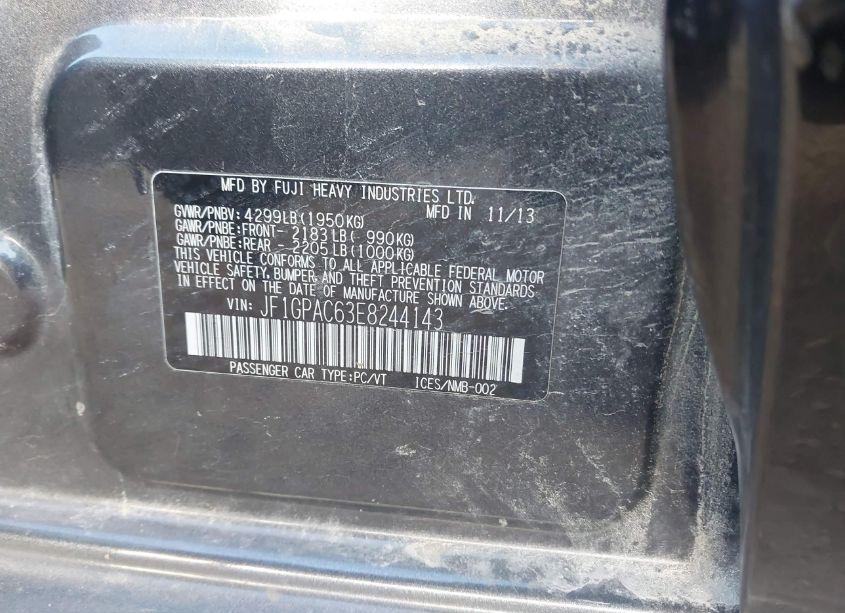 MFD BY FUJI HEAVY INDUSTRIES LTD.
GVWR/PNBV: 4299LB(1950KG) MFD IN 11/13
GAWR/PNBE:FRONT- 2183LB( 990KG)
GAWR/PNBE:REAR - 2205LB(1000KG)
THIS VEHICLE CONFORMS TO ALL APPLICABLE FEDERAL MOTOR
VEHICLE SAFETY, BUMPER, AND THEFT PREVENTION STANDARDS
IN EFFECT ON THE DATE OF MANUFACTURE SHOWN ABOVE.
VIN: JF1GPAC63E8244143
PASSENGER CAR TYPE:PC/VT ICES/NMB-002